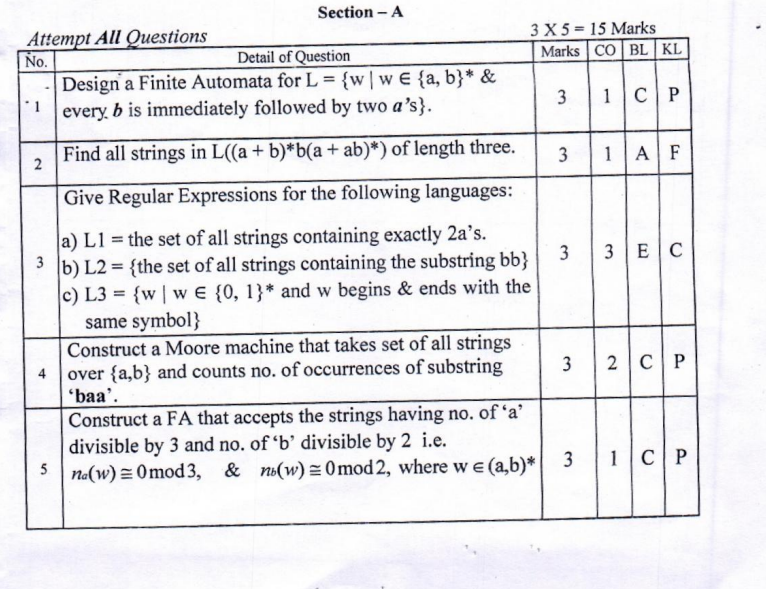 Section – A
Attempt All Questions 3 X 5 = 15 Marks
No. Detail of Question Marks CO BL KL
1 Design a Finite Automata for L = {w | w ∈ {a, b}* & 3 1 C P
every b is immediately followed by two a's}.
2 Find all strings in L((a + b)*b(a + ab)*) of length three. 3 1 A F
Give Regular Expressions for the following languages:
a) L1 = the set of all strings containing exactly 2a's.
3 b) L2 = {the set of all strings containing the substring bb} 3 3 E C
c) L3 = {w | w ∈ {0, 1}* and w begins & ends with the
same symbol}
Construct a Moore machine that takes set of all strings
4 over {a,b} and counts no. of occurrences of substring 3 2 C P
'baa'.
Construct a FA that accepts the strings having no. of 'a'
divisible by 3 and no. of 'b' divisible by 2 i.e.
5 na(w) ≅ 0mod3, & nb(w) ≅ 0mod2, where w ∈ (a,b)* 3 1 C P